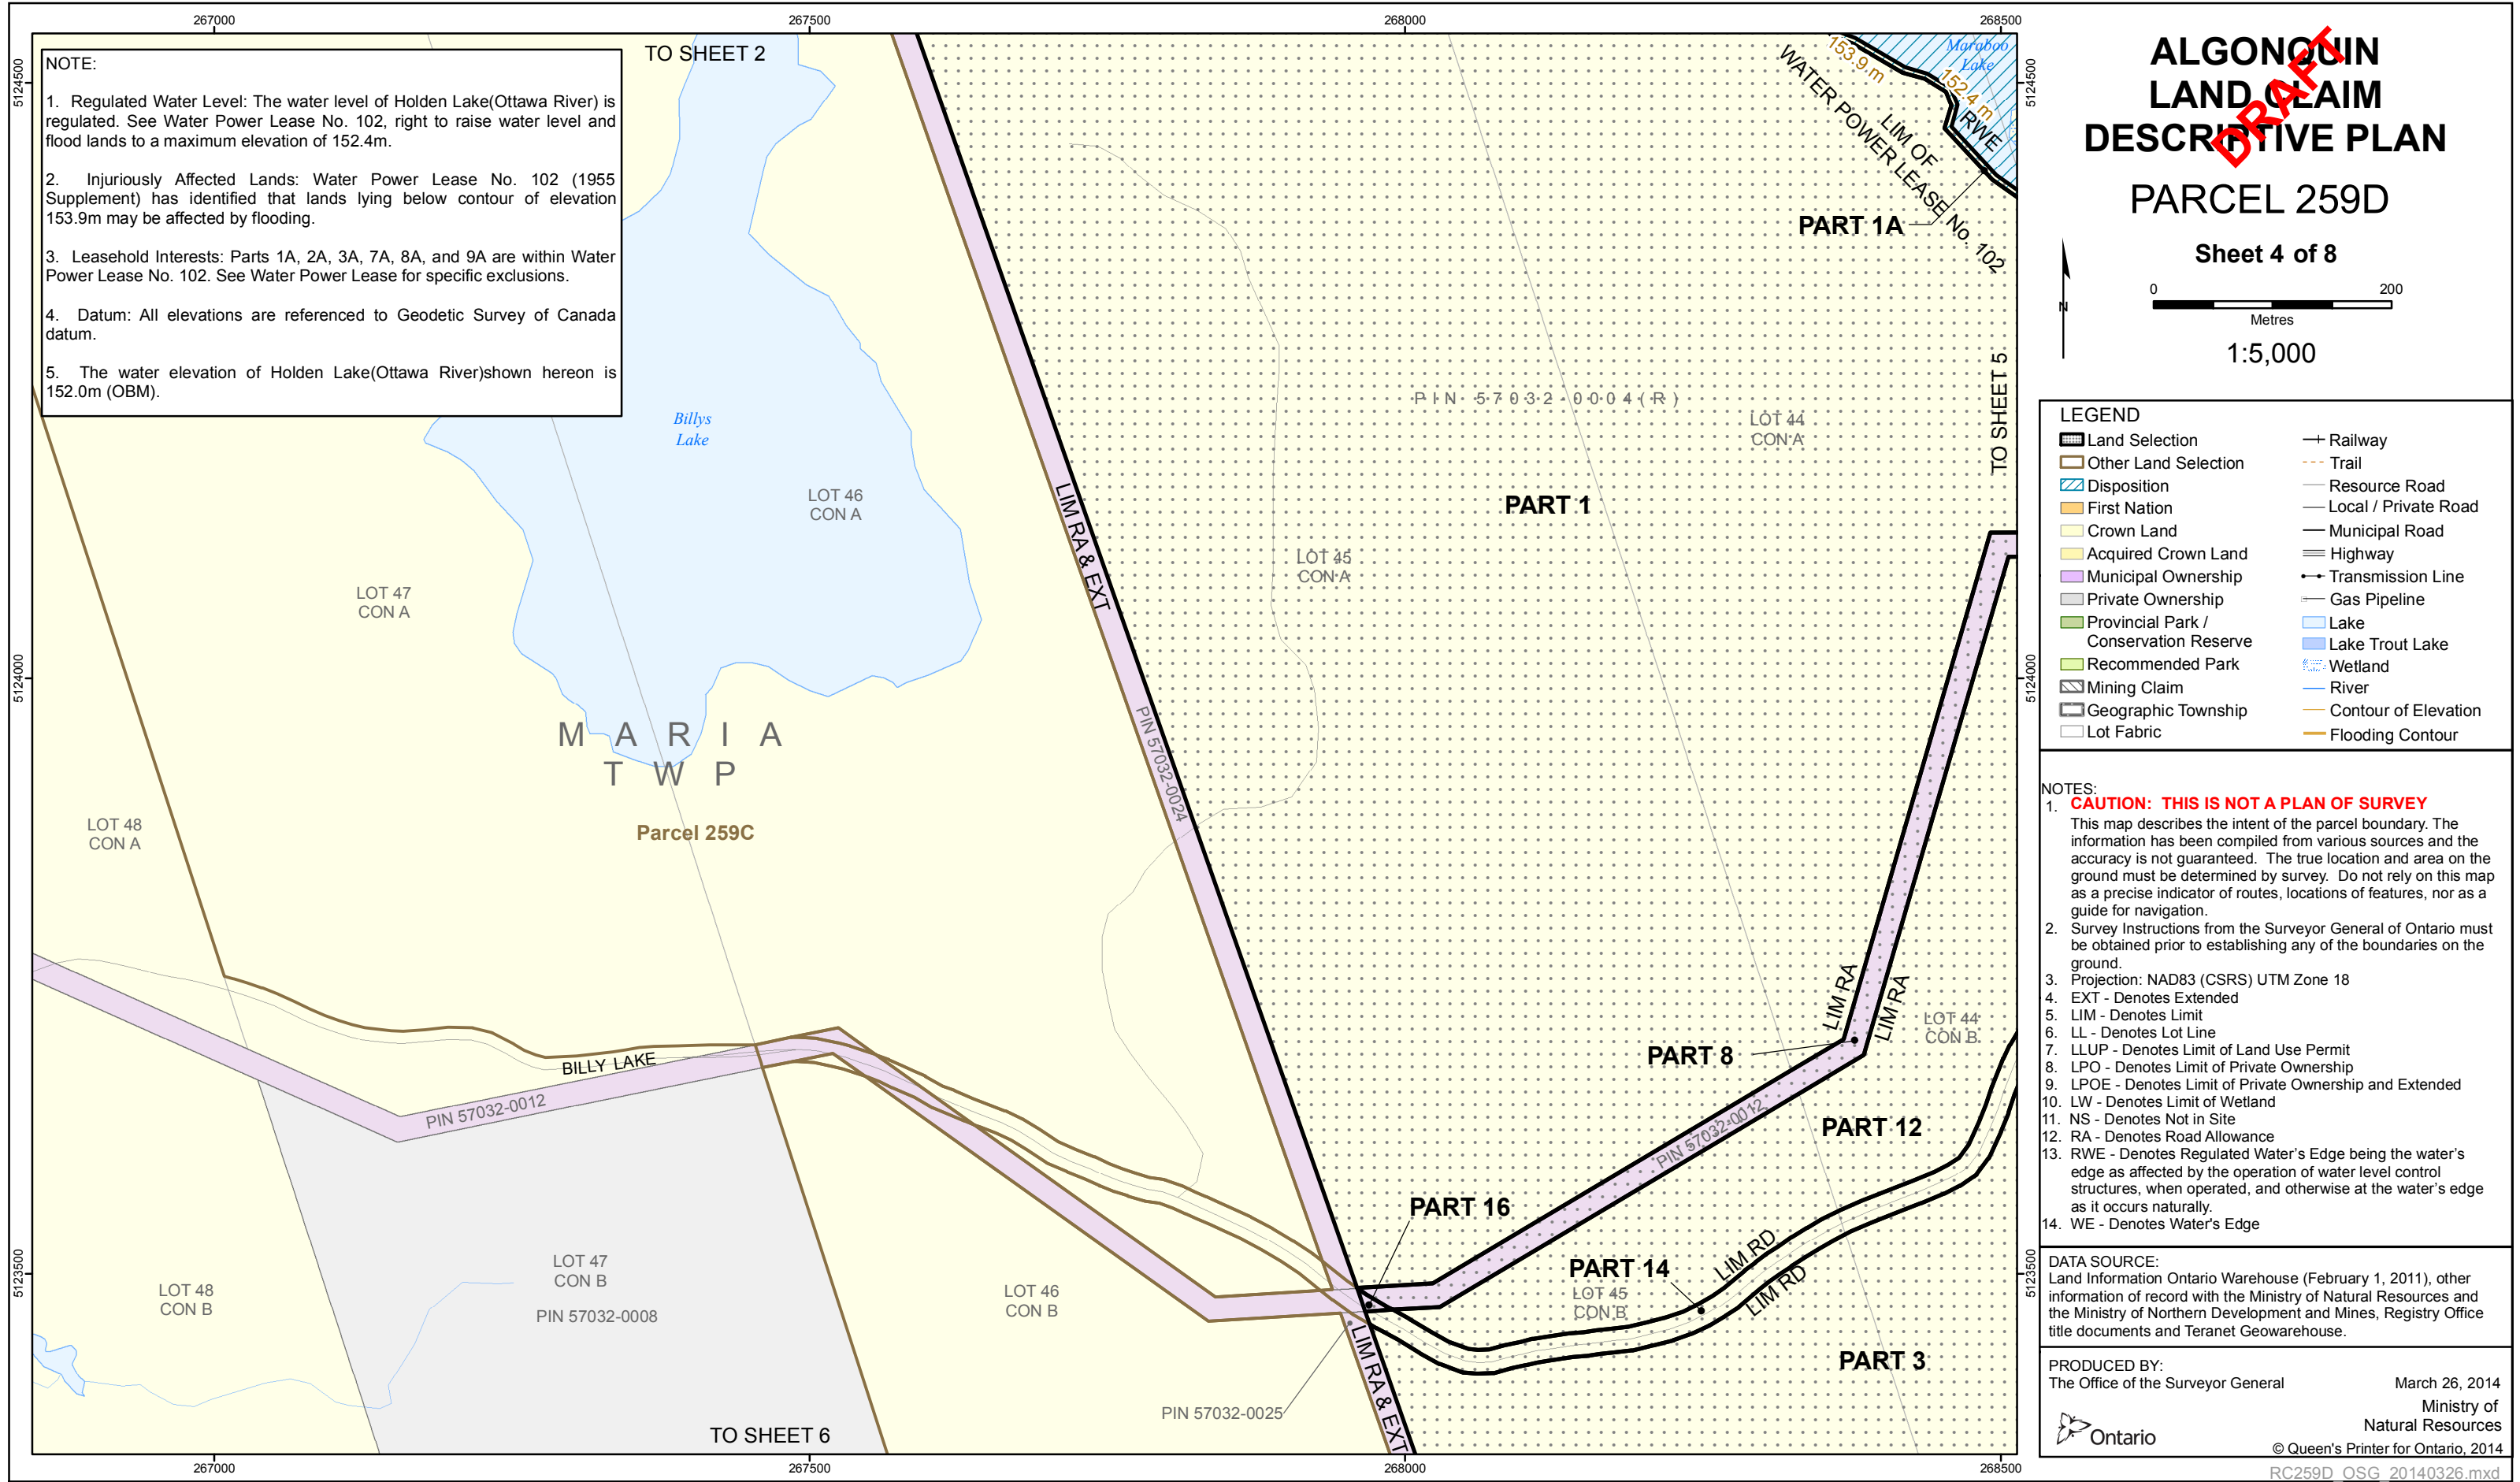 267000
267500
268000
268500
5124500
5124000
5123500
NOTE:
1. Regulated Water Level: The water level of Holden Lake(Ottawa River) is
regulated. See Water Power Lease No. 102, right to raise water level and
flood lands to a maximum elevation of 152.4m.
2. Injuriously Affected Lands: Water Power Lease No. 102 (1955
Supplement) has identified that lands lying below contour of elevation
153.9m may be affected by flooding.
3. Leasehold Interests: Parts 1A, 2A, 3A, 7A, 8A, and 9A are within Water
Power Lease No. 102. See Water Power Lease for specific exclusions.
4. Datum: All elevations are referenced to Geodetic Survey of Canada
datum.
5. The water elevation of Holden Lake(Ottawa River)shown hereon is
152.0m (OBM).
TO SHEET 2
Billys
Lake
LOT 46
CON A
LOT 47
CON A
LOT 48
CON A
MARIA
TWP
Parcel 259C
BILLY LAKE
PIN 57032-0012
LOT 48
CON B
LOT 47
CON B
PIN 57032-0008
LOT 46
CON B
TO SHEET 6
PIN 57032-0025
LIM RA & EXT
PIN 57032-0024
LIM RA & EXT
153.9 m
152.4 m
Maraboo
Lake
RWE
LIM OF
WATER POWER LEASE No. 102
PART 1A
PIN 57032-0004(R)
LOT 44
CON A
TO SHEET 5
PART 1
LOT 45
CON A
LIM RA
LIM RA
LOT 44
CON B
PART 8
PIN 57032-0012
PART 12
PART 16
PART 14
LOT 45
CON B
LIM RD
LIM RD
PART 3
267000
267500
268000
268500
5124500
5124000
5123500
ALGONQUIN
LAND CLAIM
DESCRIPTIVE PLAN
DRAFT
PARCEL 259D
Sheet 4 of 8
N
0 200
Metres
1:5,000
LEGEND
Land Selection
Other Land Selection
Disposition
First Nation
Crown Land
Acquired Crown Land
Municipal Ownership
Private Ownership
Provincial Park /
Conservation Reserve
Recommended Park
Mining Claim
Geographic Township
Lot Fabric
Railway
Trail
Resource Road
Local / Private Road
Municipal Road
Highway
Transmission Line
Gas Pipeline
Lake
Lake Trout Lake
Wetland
River
Contour of Elevation
Flooding Contour
NOTES:
1. CAUTION: THIS IS NOT A PLAN OF SURVEY
This map describes the intent of the parcel boundary. The
information has been compiled from various sources and the
accuracy is not guaranteed. The true location and area on the
ground must be determined by survey. Do not rely on this map
as a precise indicator of routes, locations of features, nor as a
guide for navigation.
2. Survey Instructions from the Surveyor General of Ontario must
be obtained prior to establishing any of the boundaries on the
ground.
3. Projection: NAD83 (CSRS) UTM Zone 18
4. EXT - Denotes Extended
5. LIM - Denotes Limit
6. LL - Denotes Lot Line
7. LLUP - Denotes Limit of Land Use Permit
8. LPO - Denotes Limit of Private Ownership
9. LPOE - Denotes Limit of Private Ownership and Extended
10. LW - Denotes Limit of Wetland
11. NS - Denotes Not in Site
12. RA - Denotes Road Allowance
13. RWE - Denotes Regulated Water's Edge being the water's
edge as affected by the operation of water level control
structures, when operated, and otherwise at the water's edge
as it occurs naturally.
14. WE - Denotes Water's Edge
DATA SOURCE:
Land Information Ontario Warehouse (February 1, 2011), other
information of record with the Ministry of Natural Resources and
the Ministry of Northern Development and Mines, Registry Office
title documents and Teranet Geowarehouse.
PRODUCED BY:
The Office of the Surveyor General
March 26, 2014
Ministry of
Natural Resources
Ontario
© Queen's Printer for Ontario, 2014
RC259D_OSG_20140326.mxd